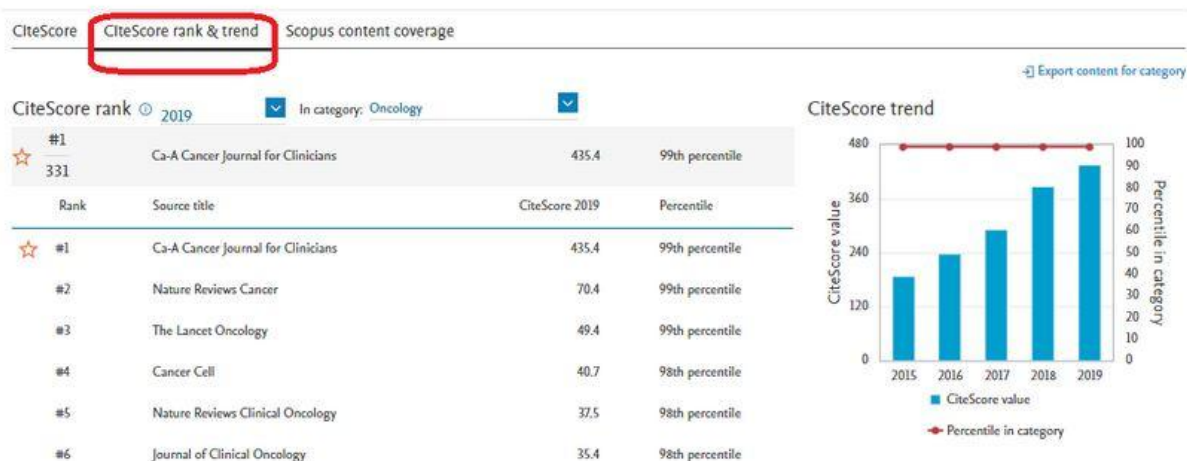 CiteScore CiteScore rank & trend Scopus content coverage
Export content for category
CiteScore rank 2019 In category: Oncology
#1
331
Ca-A Cancer Journal for Clinicians 435.4 99th percentile
Rank Source title CiteScore 2019 Percentile
#1 Ca-A Cancer Journal for Clinicians 435.4 99th percentile
#2 Nature Reviews Cancer 70.4 99th percentile
#3 The Lancet Oncology 49.4 99th percentile
#4 Cancer Cell 40.7 98th percentile
#5 Nature Reviews Clinical Oncology 37.5 98th percentile
#6 Journal of Clinical Oncology 35.4 98th percentile
CiteScore trend
CiteScore value
480
360
240
120
0
100
90
80
70
60
50
40
30
20
10
0
Percentile in category
2015 2016 2017 2018 2019
CiteScore value
Percentile in category